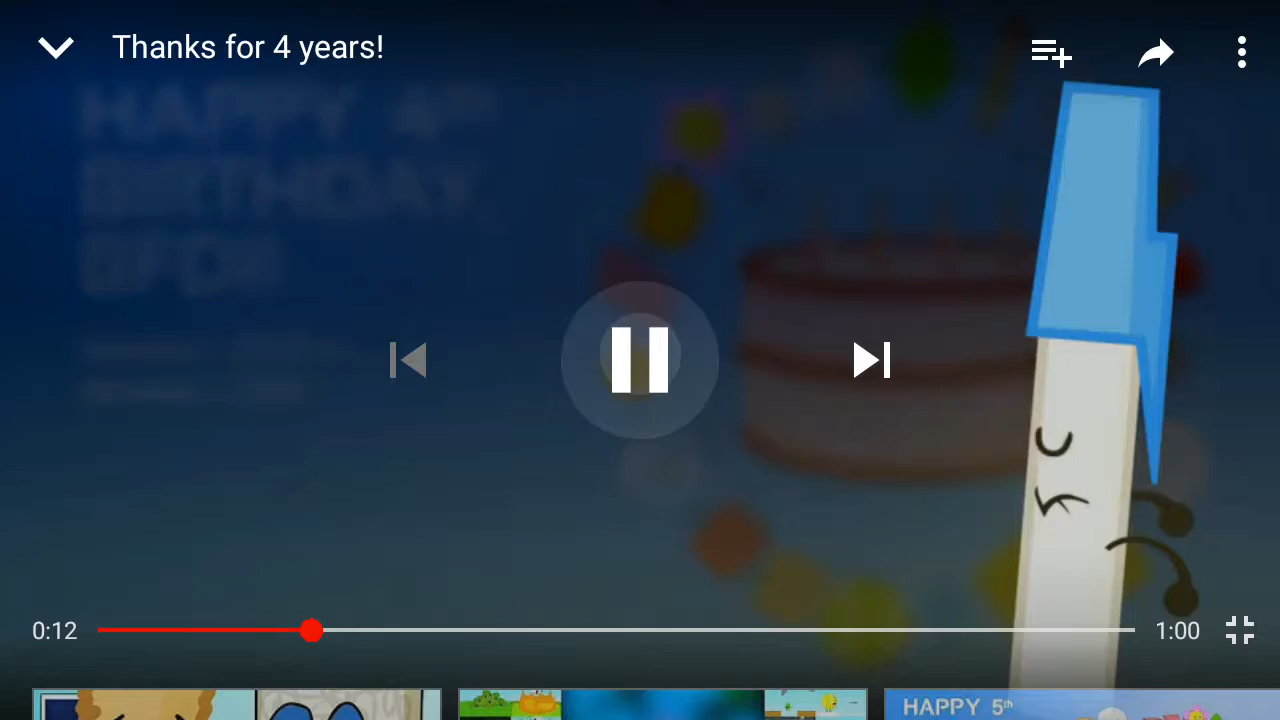 Thanks for 4 years!
HAPPY 4TH
BIRTHDAY,
BFDI!
0:12
1:00
HAPPY 5th